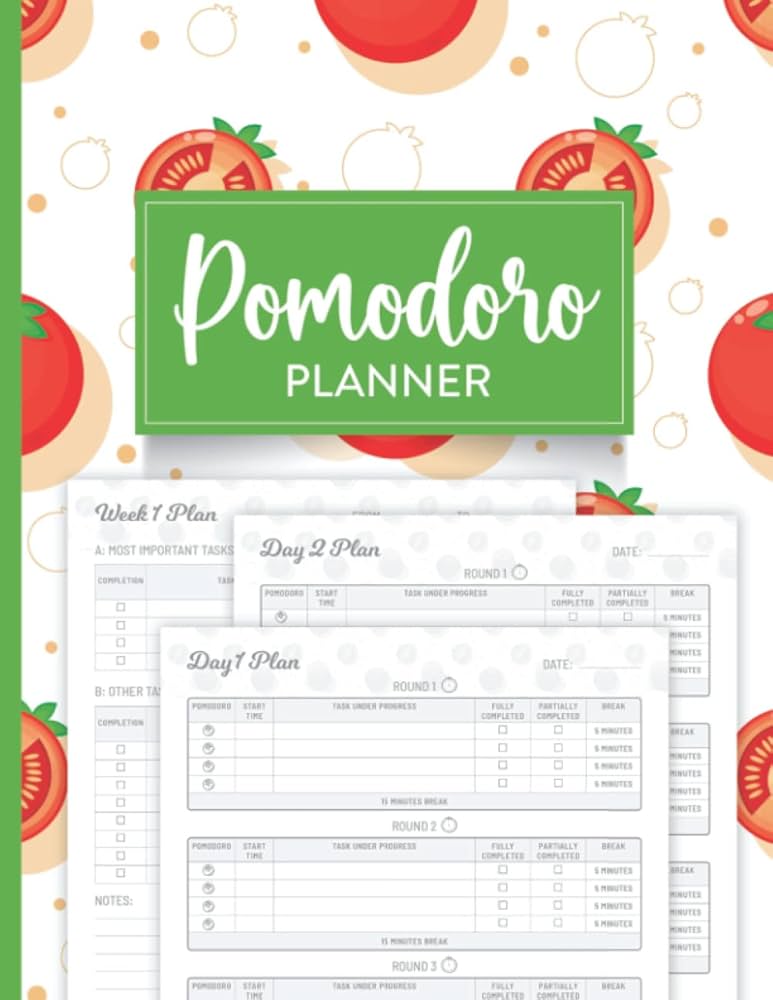 Pomodoro
PLANNER
Week 1 Plan
FROM TO
A: MOST IMPORTANT TASKS
COMPLETION
B: OTHER
COMPLETION
NOTES:
Day 2 Plan
DATE:
ROUND 1
POMODORO START TIME TASK UNDER PROGRESS FULLY COMPLETED PARTIALLY COMPLETED BREAK
5 MINUTES
MINUTES
MINUTES
MINUTES
BREAK
MINUTES
MINUTES
MINUTES
MINUTES
BREAK
MINUTES
MINUTES
MINUTES
MINUTES
Day 1 Plan
DATE:
ROUND 1
POMODORO START TIME TASK UNDER PROGRESS FULLY COMPLETED PARTIALLY COMPLETED BREAK
5 MINUTES
5 MINUTES
5 MINUTES
5 MINUTES
15 MINUTES BREAK
ROUND 2
POMODORO START TIME TASK UNDER PROGRESS FULLY COMPLETED PARTIALLY COMPLETED BREAK
5 MINUTES
5 MINUTES
5 MINUTES
5 MINUTES
15 MINUTES BREAK
ROUND 3
POMODORO START TIME TASK UNDER PROGRESS FULLY COMPLETED PARTIALLY COMPLETED BREAK